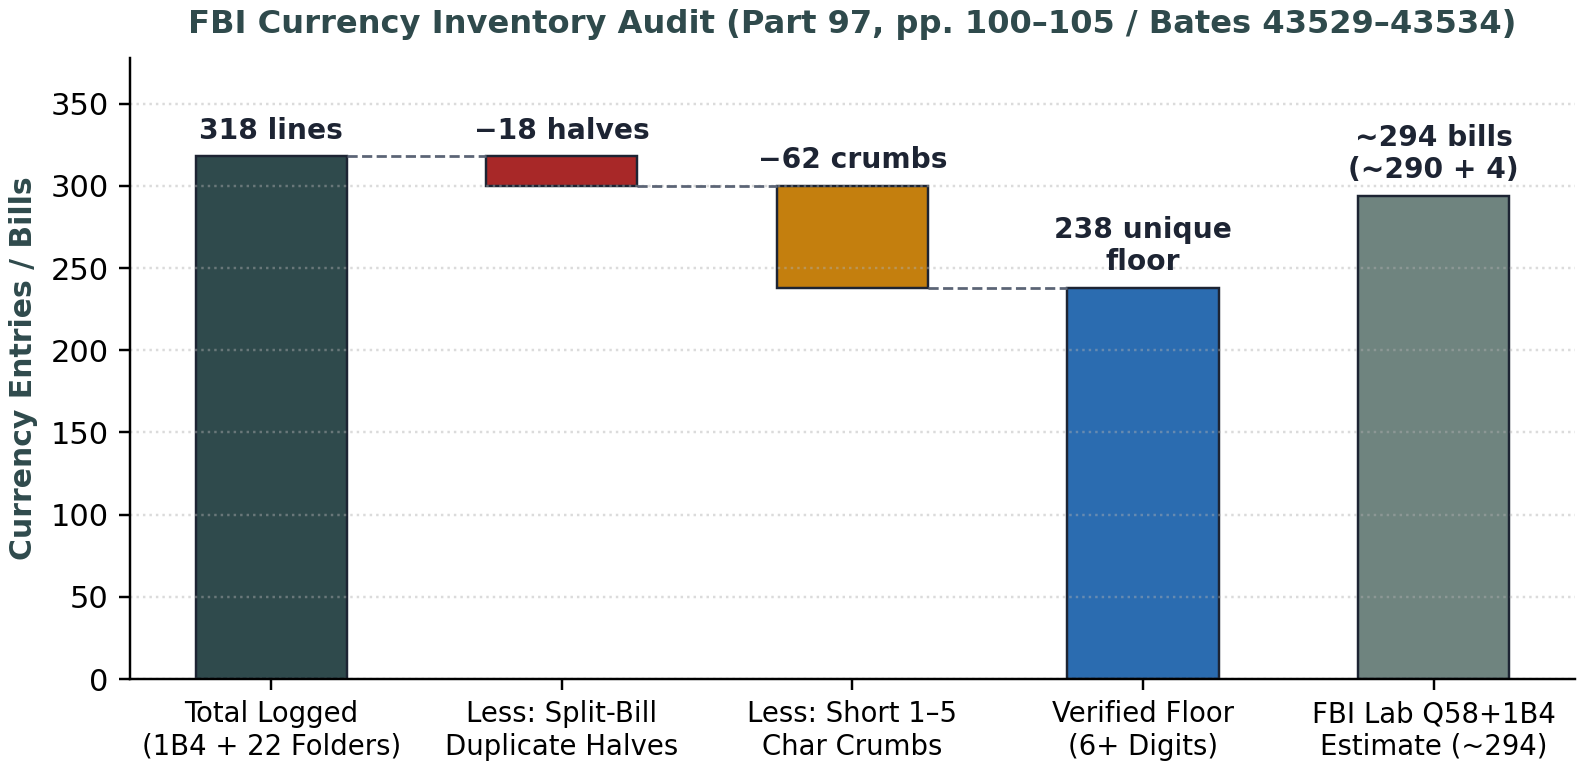 FBI Currency Inventory Audit (Part 97, pp. 100–105 / Bates 43529–43534)
Currency Entries / Bills
350
300
250
200
150
100
50
0
318 lines
−18 halves
−62 crumbs
238 unique
floor
~294 bills
(~290 + 4)
Total Logged
(1B4 + 22 Folders)
Less: Split-Bill
Duplicate Halves
Less: Short 1–5
Char Crumbs
Verified Floor
(6+ Digits)
FBI Lab Q58+1B4
Estimate (~294)